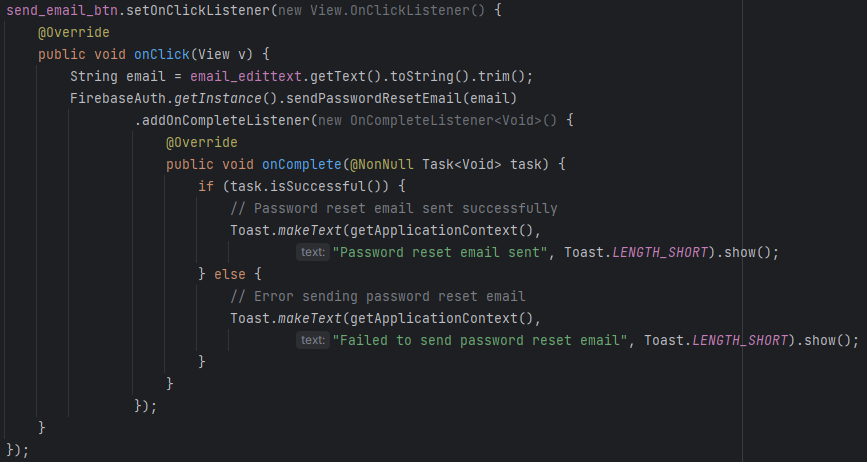 send_email_btn.setOnClickListener(new View.OnClickListener() {
    @Override
    public void onClick(View v) {
        String email = email_edittext.getText().toString().trim();
        FirebaseAuth.getInstance().sendPasswordResetEmail(email)
                .addOnCompleteListener(new OnCompleteListener<Void>() {
                    @Override
                    public void onComplete(@NonNull Task<Void> task) {
                        if (task.isSuccessful()) {
                            // Password reset email sent successfully
                            Toast.makeText(getApplicationContext(),
                                    text: "Password reset email sent", Toast.LENGTH_SHORT).show();
                        } else {
                            // Error sending password reset email
                            Toast.makeText(getApplicationContext(),
                                    text: "Failed to send password reset email", Toast.LENGTH_SHORT).show();
                        }
                    }
                });
    }
});